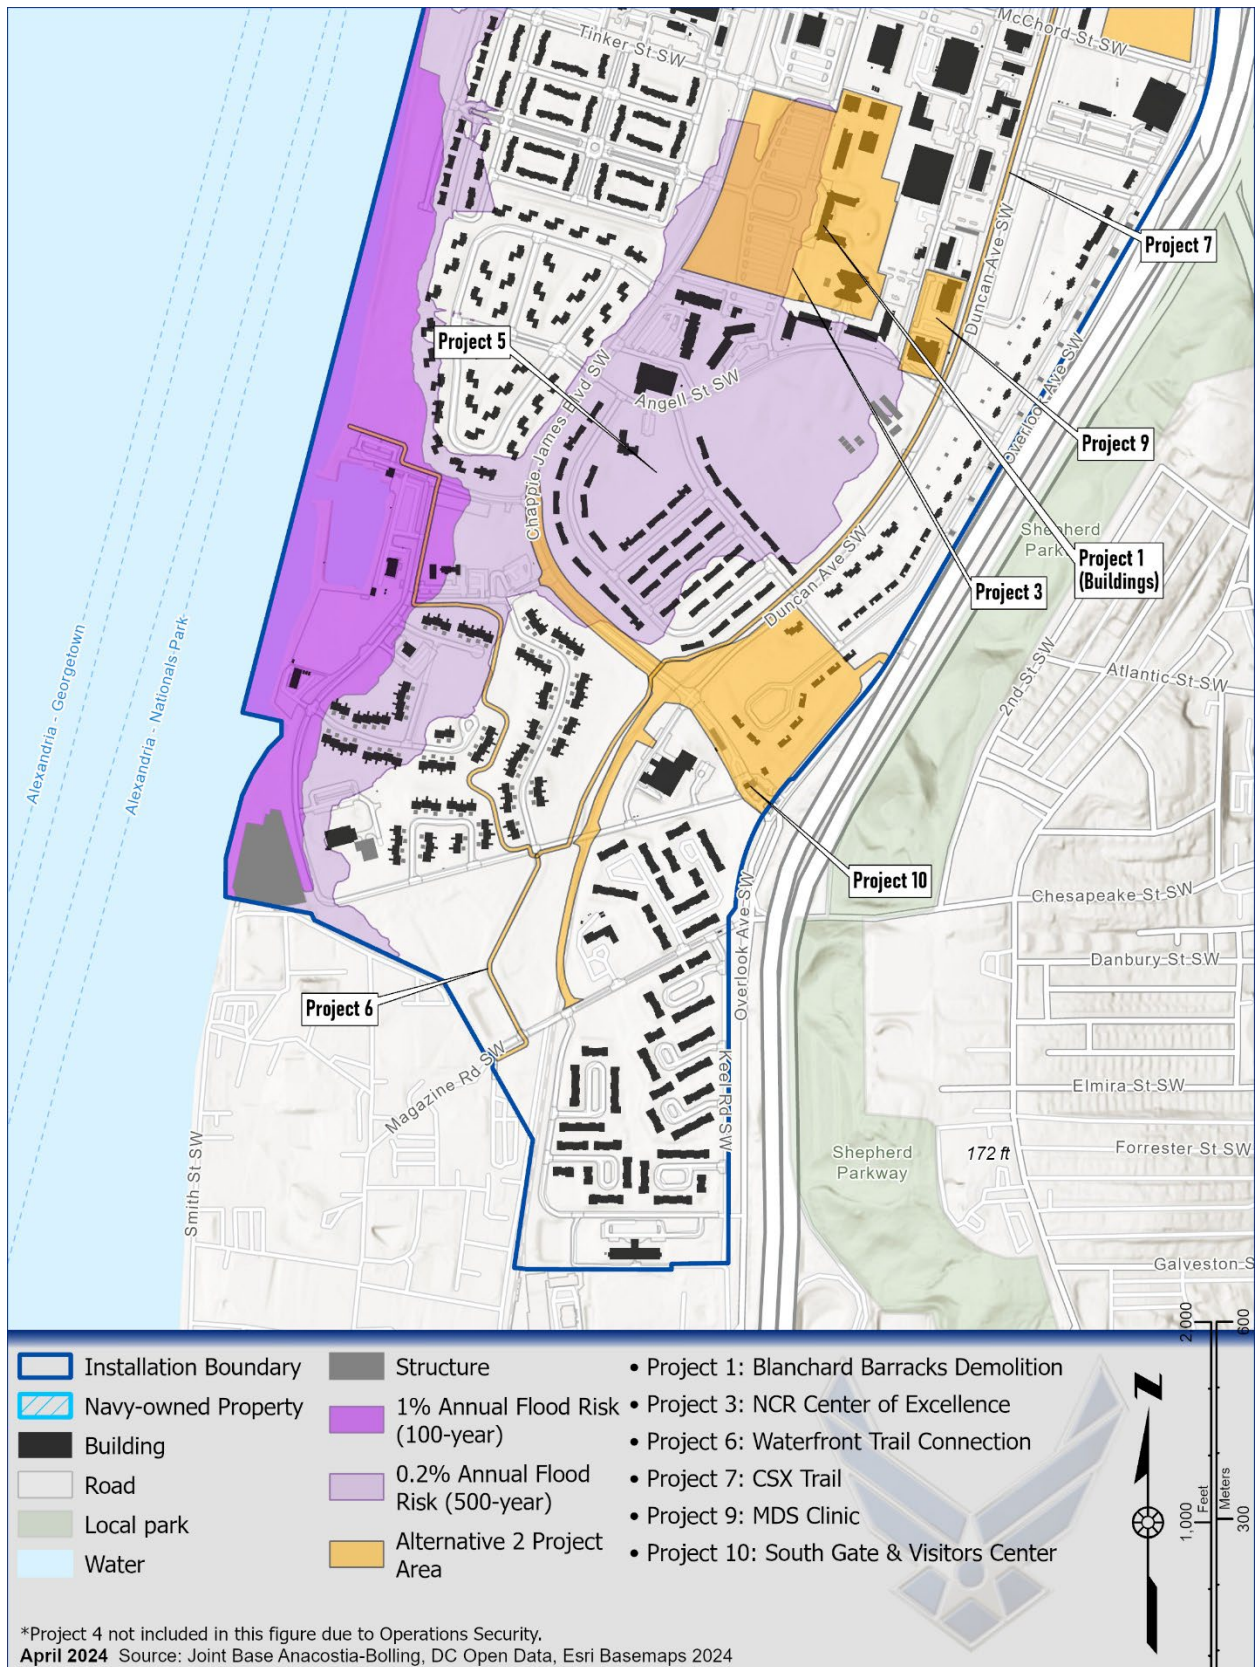 McChord St SW
Tinker St SW
Duncan Ave SW
Project 7
Project 5
Chappie James Blvd SW
Angell St SW
Overlook Ave SW
Project 9
Shepherd
Parkway
Project 1
(Buildings)
Project 3
Duncan Ave SW
2nd St SW
Atlantic St SW
Alexandria - Georgetown
Alexandria - Nationals Park
Project 10
Chesapeake St SW
Overlook Ave SW
Danbury St SW
Project 6
Magazine Rd SW
Keel Rd SW
Elmira St SW
Smith St SW
Shepherd
Parkway
172 ft
Forrester St SW
Galveston S
Installation Boundary
Navy-owned Property
Building
Road
Local park
Water
Structure
1% Annual Flood Risk
(100-year)
0.2% Annual Flood
Risk (500-year)
Alternative 2 Project
Area
• Project 1: Blanchard Barracks Demolition
• Project 3: NCR Center of Excellence
• Project 6: Waterfront Trail Connection
• Project 7: CSX Trail
• Project 9: MDS Clinic
• Project 10: South Gate & Visitors Center
N
2,000
600
Feet
Meters
1,000
300
*Project 4 not included in this figure due to Operations Security.
April 2024 Source: Joint Base Anacostia-Bolling, DC Open Data, Esri Basemaps 2024